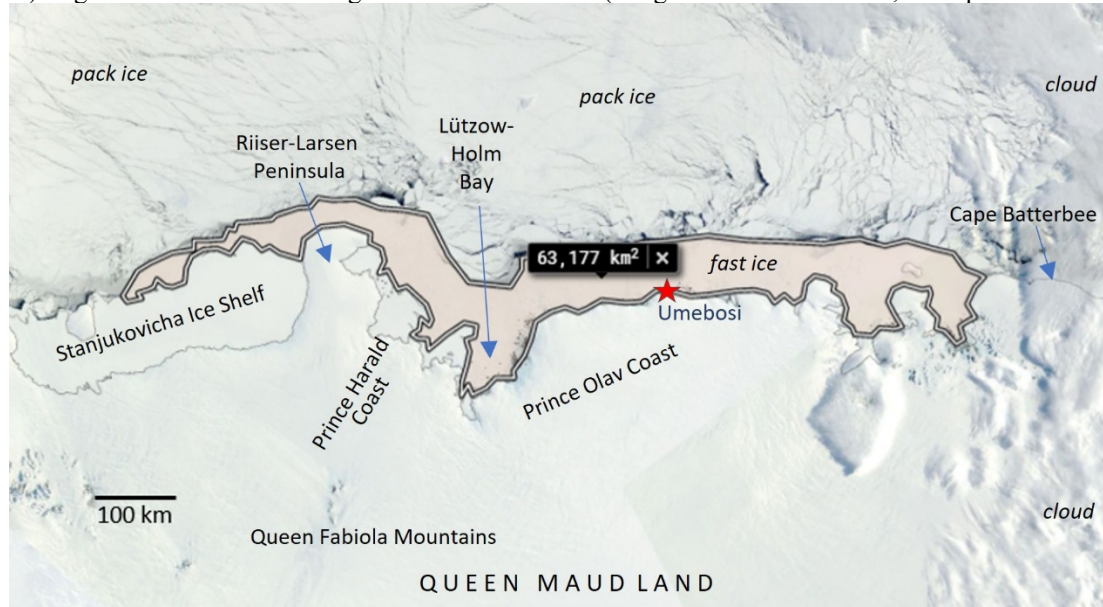 pack ice
cloud
pack ice
Lützow-
Holm
Bay
Riiser-Larsen
Peninsula
Cape Batterbee
63,177 km²
fast ice
Umebosi
Stanjukovicha Ice Shelf
Prince Harald
Coast
Prince Olav Coast
100 km
cloud
Queen Fabiola Mountains
QUEEN MAUD LAND